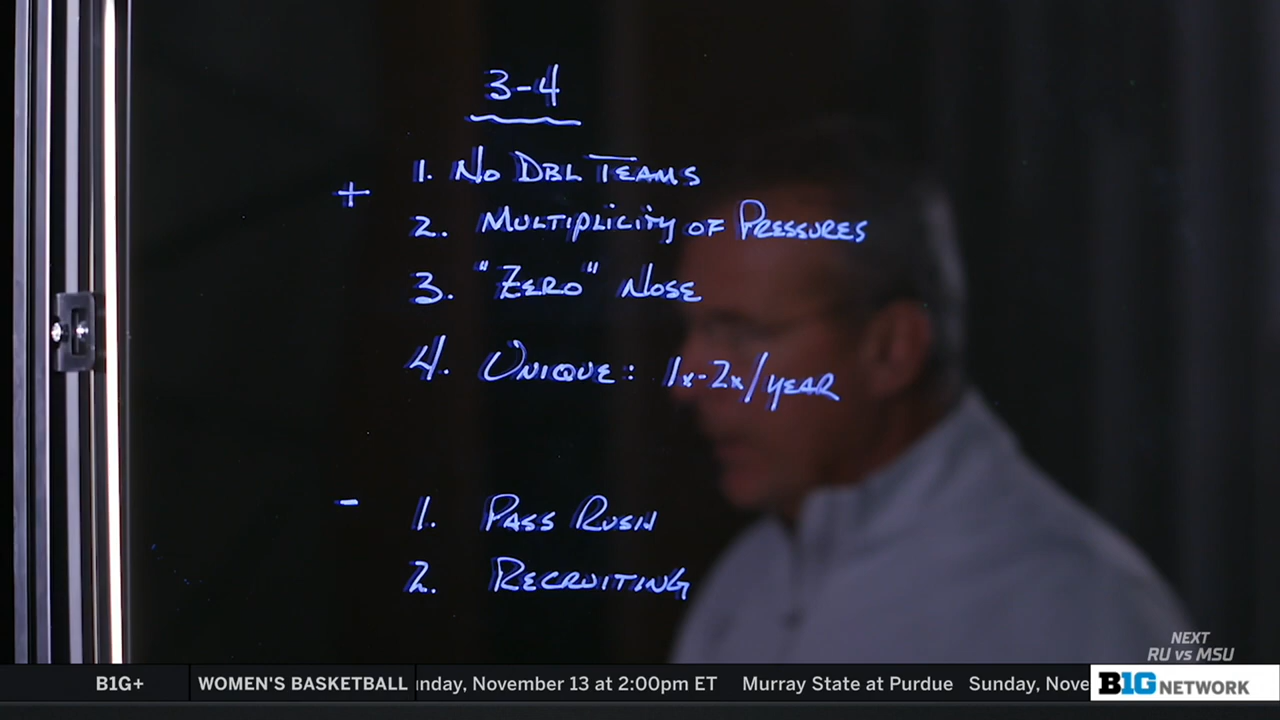 3-4
+
1. No DBL TEAMS
2. MULTIPLICITY OF PRESSURES
3. "ZERO" NOSE
4. UNIQUE: 1x-2x/YEAR
-
1. PASS RUSH
2. RECRUITING
NEXT
RU vs MSU
B1G+ WOMEN'S BASKETBALL unday, November 13 at 2:00pm ET Murray State at Purdue Sunday, Nove B1G NETWORK